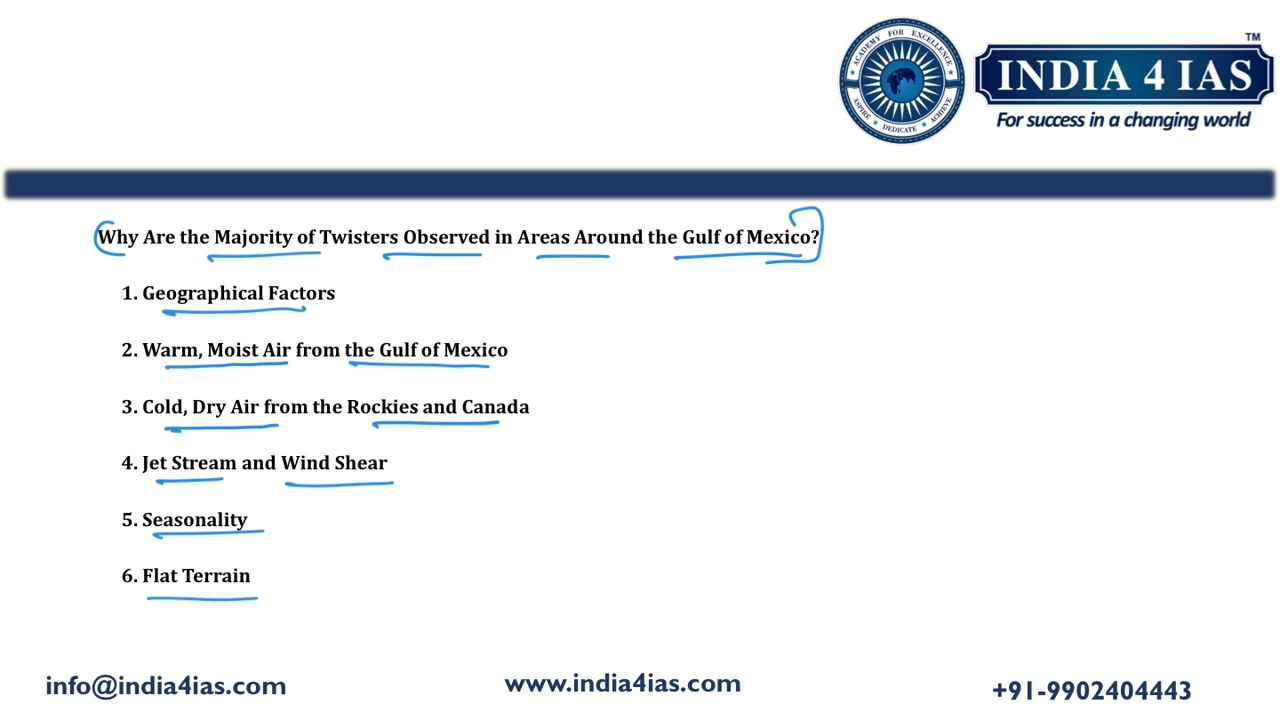 ACADEMY FOR EXCELLENCE
ASPIRE ★ DEDICATE ★ ACHIEVE
INDIA 4 IAS
TM
For success in a changing world
Why Are the Majority of Twisters Observed in Areas Around the Gulf of Mexico?
1. Geographical Factors
2. Warm, Moist Air from the Gulf of Mexico
3. Cold, Dry Air from the Rockies and Canada
4. Jet Stream and Wind Shear
5. Seasonality
6. Flat Terrain
info@india4ias.com
www.india4ias.com
+91-9902404443